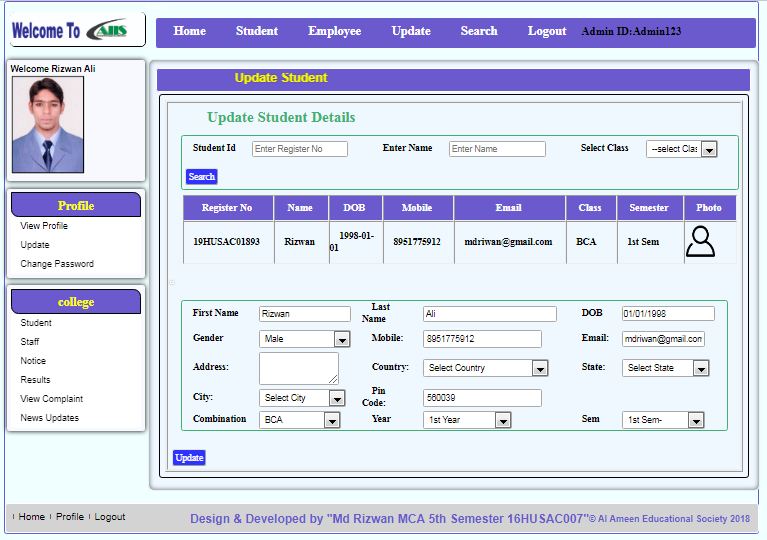 Welcome To AIIS
Home Student Employee Update Search Logout Admin ID:Admin123
Welcome Rizwan Ali
Update Student
Update Student Details
Student Id Enter Register No Enter Name Enter Name Select Class --select Clas
Search
Register No Name DOB Mobile Email Class Semester Photo
19HUSAC01893 Rizwan 1998-01-01 8951775912 mdriwan@gmail.com BCA 1st Sem
Profile
View Profile
Update
Change Password
college
Student
Staff
Notice
Results
View Complaint
News Updates
First Name Rizwan Last Name Ali DOB 01/01/1998
Gender Male Mobile: 8951775912 Email: mdriwan@gmail.com
Address: Country: Select Country State: Select State
City: Select City Pin Code: 560039
Combination BCA Year 1st Year Sem 1st Sem-
Update
Home Profile Logout Design & Developed by "Md Rizwan MCA 5th Semester 16HUSAC007"© Al Ameen Educational Society 2018